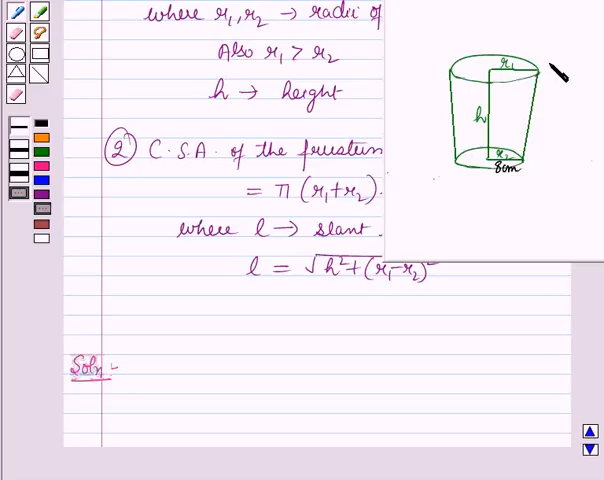 where r₁, r₂ → radii of
Also r₁ > r₂
h → height
② C.S.A. of the frustum
= π (r₁+r₂).
where l → slant
l = √h²+(r₁-r₂)²
Soln :-
r₁
h
r₂
8cm